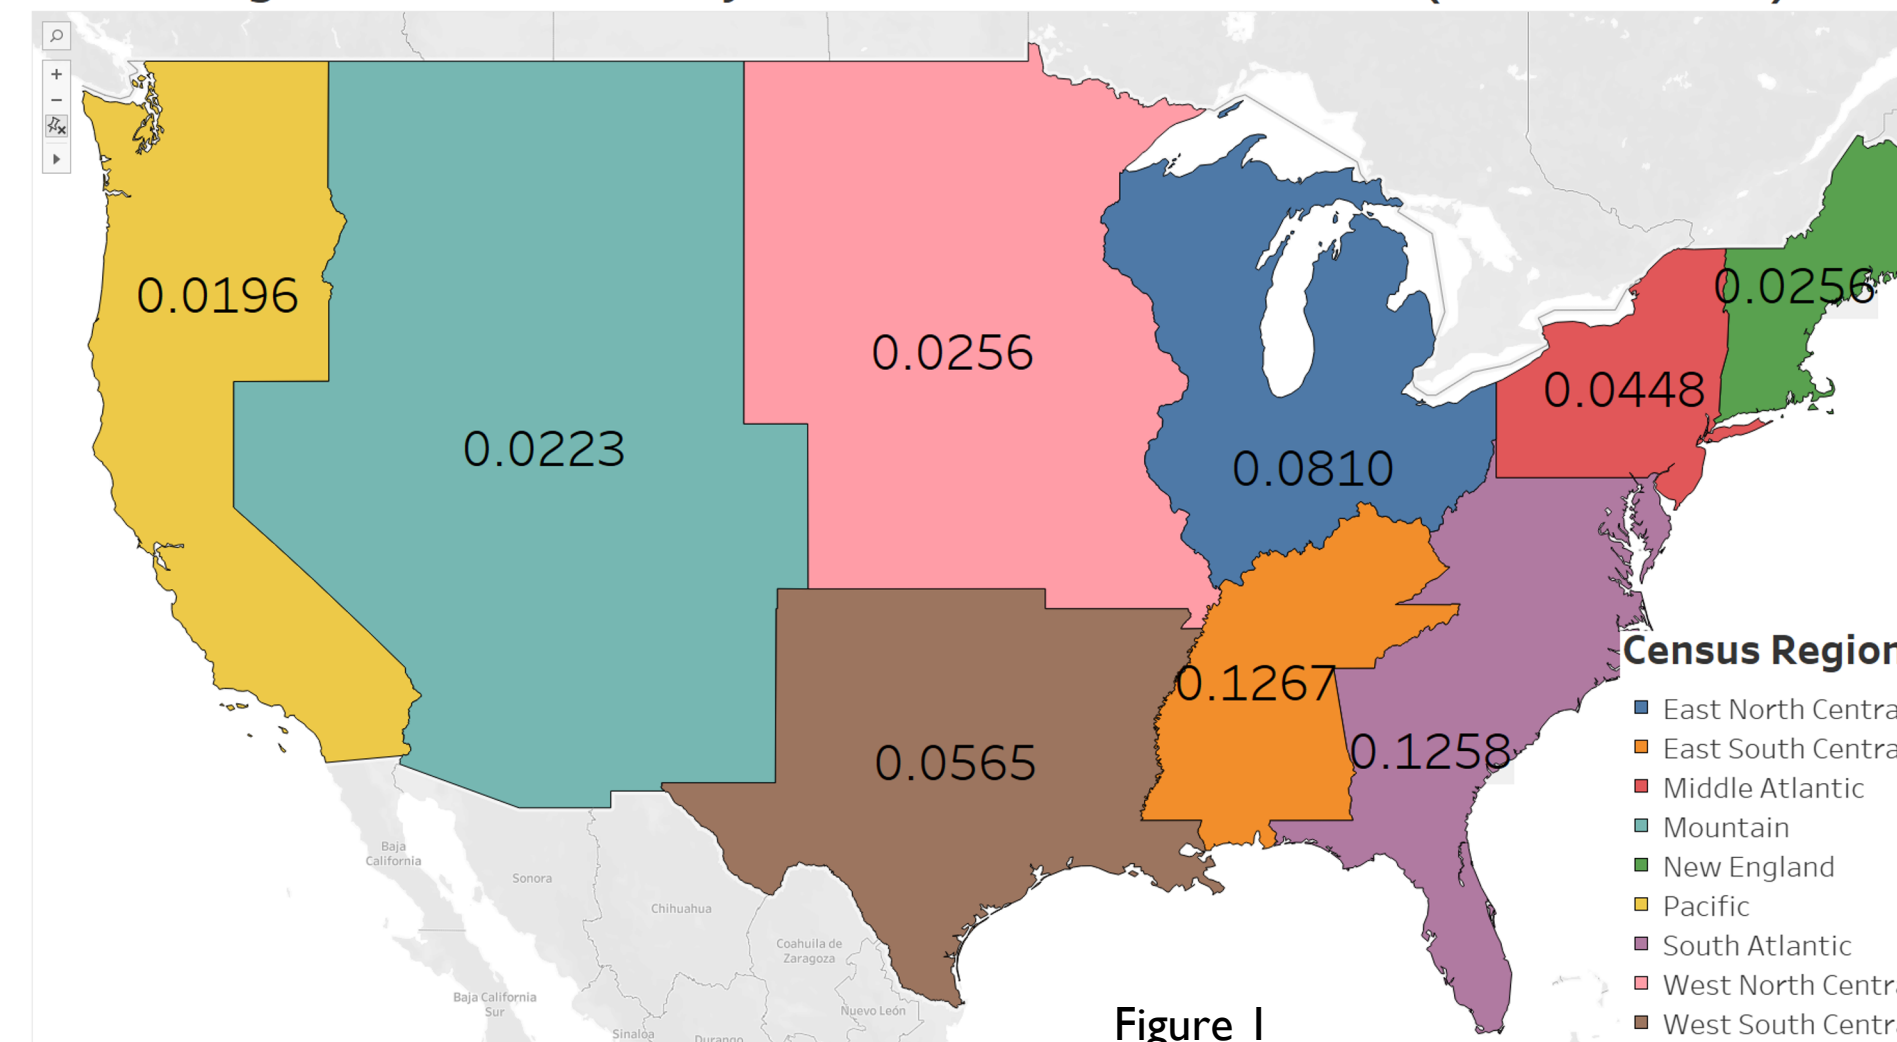 0.0196
0.0223
0.0256
0.0256
0.0448
0.0810
0.1267
0.1258
0.0565
Census Region
East North Centra
East South Centra
Middle Atlantic
Mountain
New England
Pacific
South Atlantic
West North Centra
West South Centra
Baja
California
Sonora
Chihuahua
Coahuila de
Zaragoza
Baja California
Sur
Nuevo León
Sinaloa
Durango
Figure 1